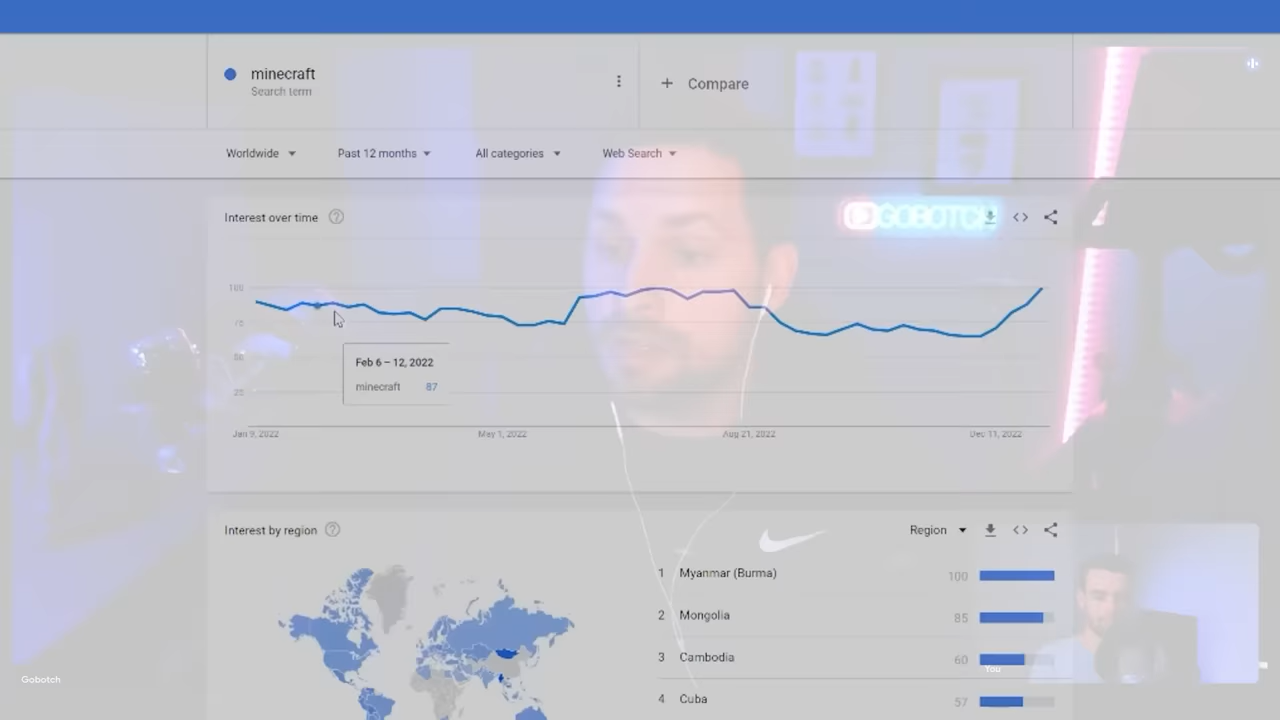 minecraft
Search term
+ Compare
Worldwide
Past 12 months
All categories
Web Search
Interest over time
GOBOTCH
100
75
50
25
Feb 6 – 12, 2022
minecraft 87
Jan 9, 2022
May 1, 2022
Aug 21, 2022
Dec 11, 2022
Interest by region
Region
1 Myanmar (Burma) 100
2 Mongolia 85
3 Cambodia 60
You
4 Cuba 57
Gobotch